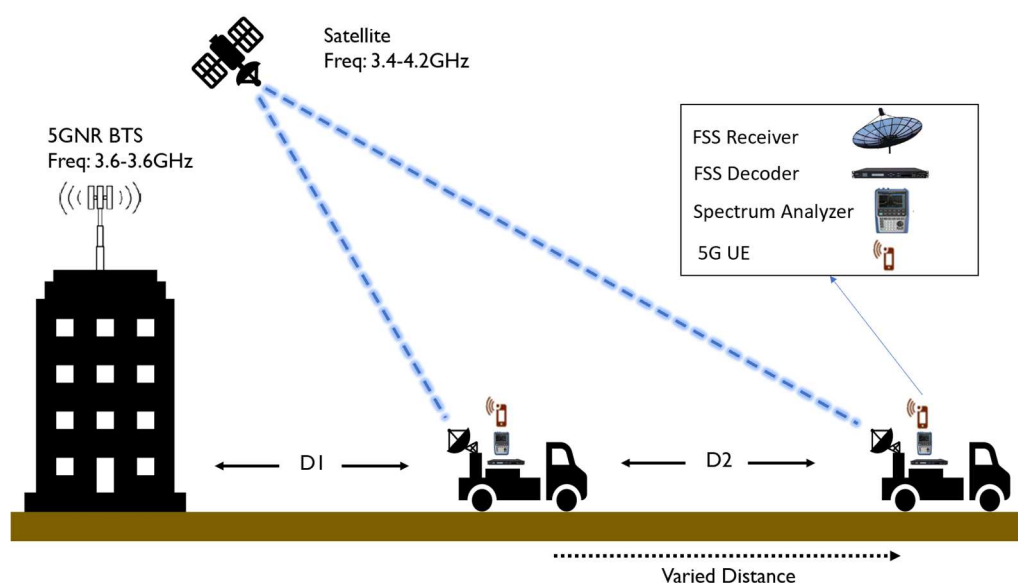 Satellite
Freq: 3.4-4.2GHz
5GNR BTS
Freq: 3.6-3.6GHz
FSS Receiver
FSS Decoder
Spectrum Analyzer
5G UE
D1
D2
Varied Distance